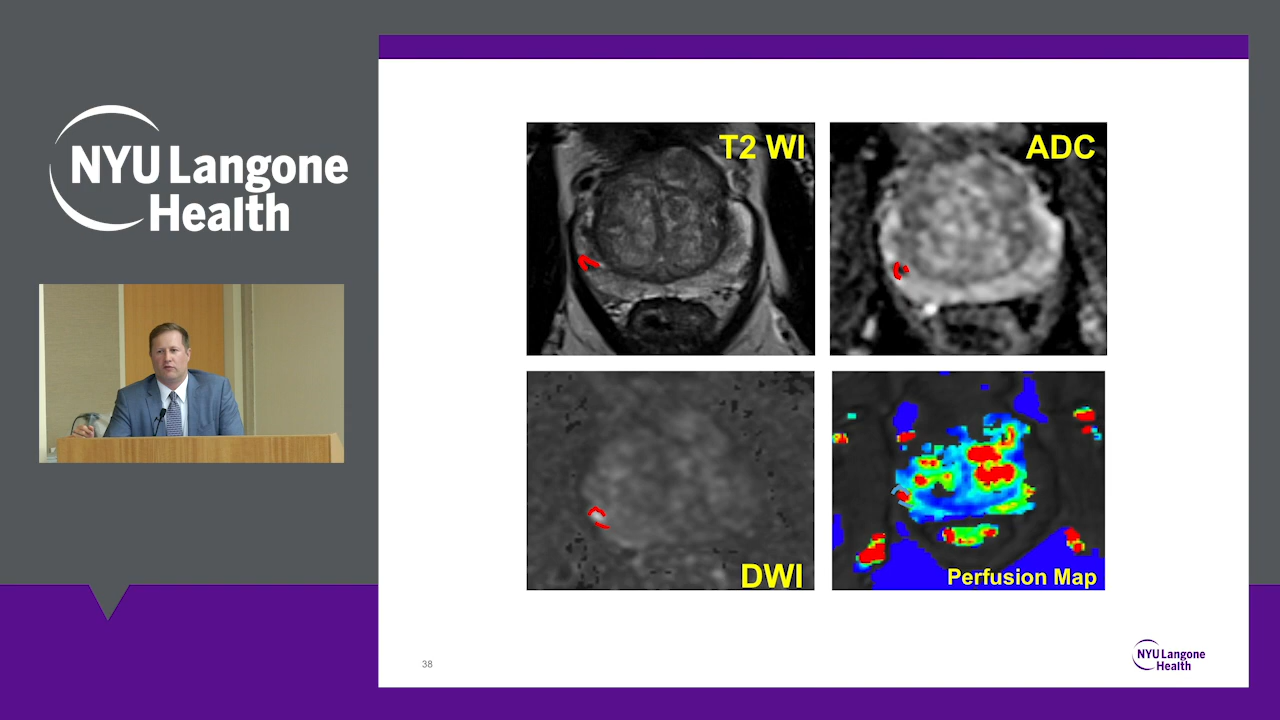 NYU Langone
Health
T2 WI
ADC
DWI
Perfusion Map
38
NYU Langone
Health